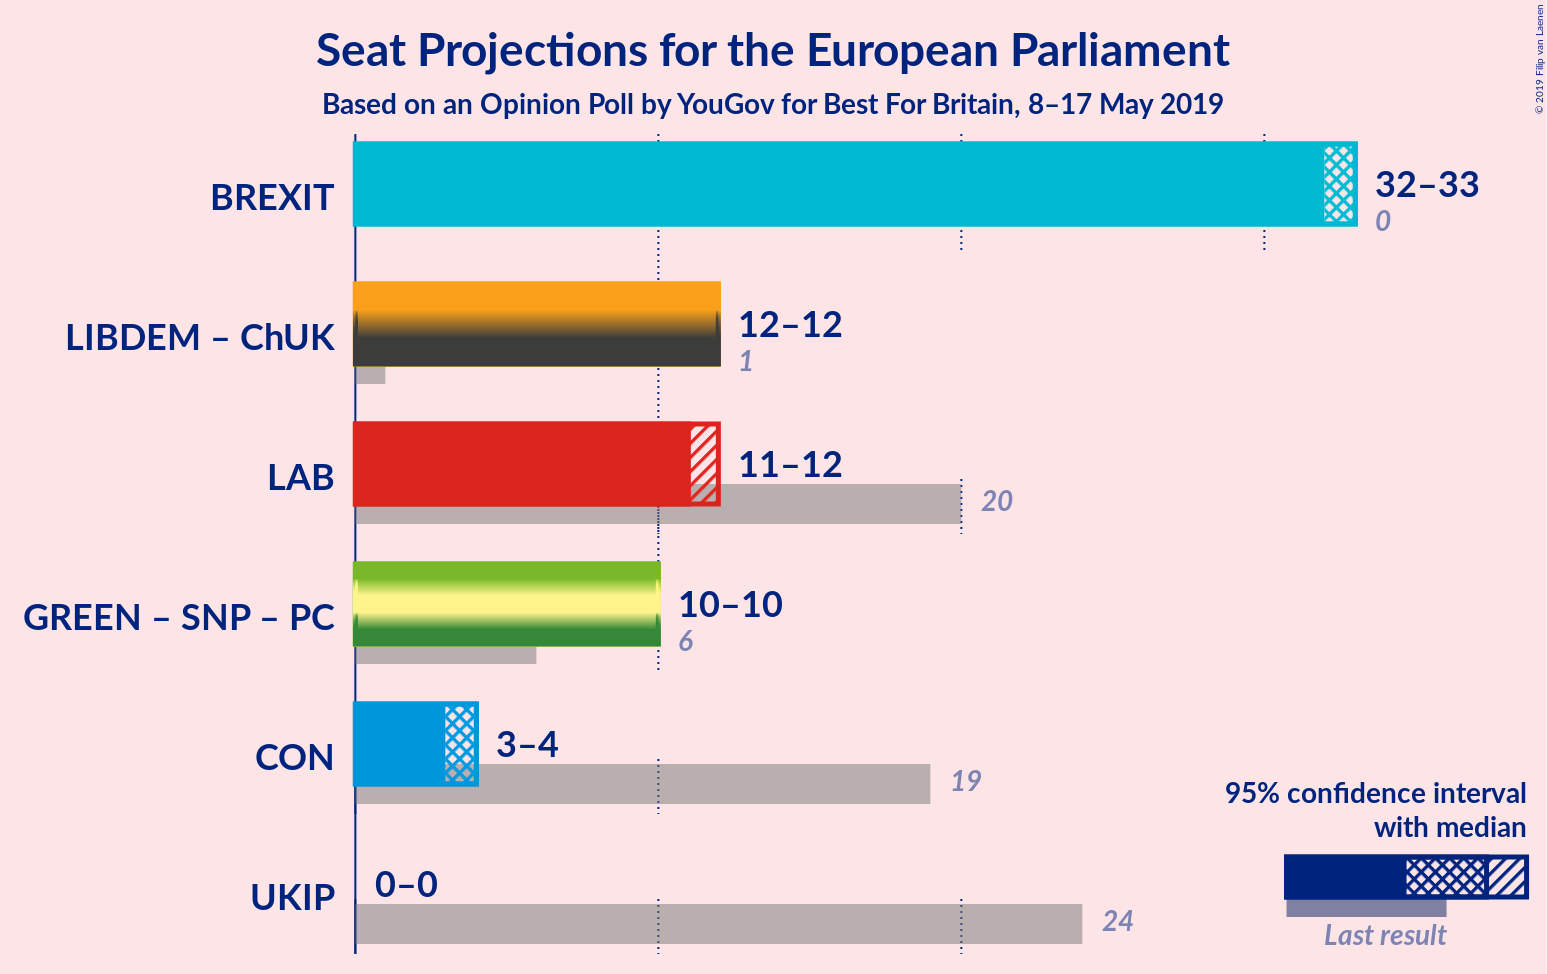 Seat Projections for the European Parliament
Based on an Opinion Poll by YouGov for Best For Britain, 8–17 May 2019
© 2019 Filip van Laenen
BREXIT
32–33
0
LIBDEM – ChUK
12–12
1
LAB
11–12
20
GREEN – SNP – PC
10–10
6
CON
3–4
19
UKIP
0–0
24
95% confidence interval
with median
Last result